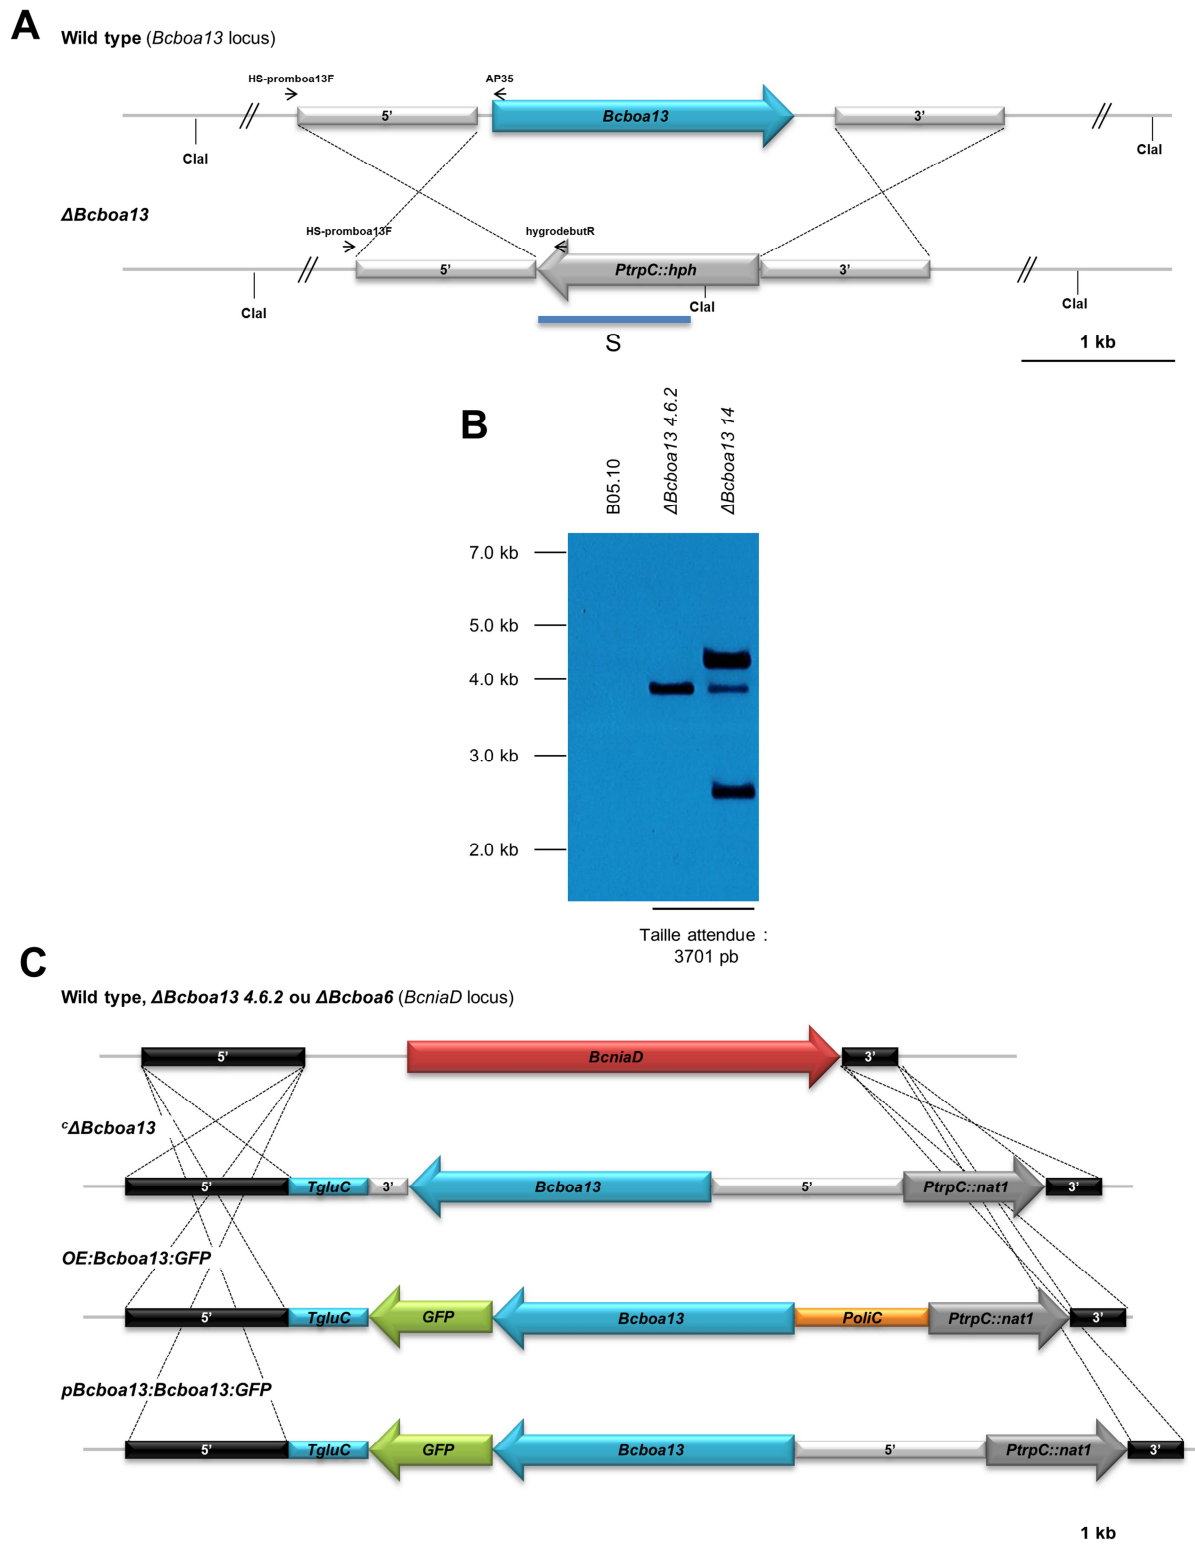 A
Wild type (Bcboa13 locus)
HS-promboa13F
AP35
5'
Bcboa13
3'
ClaI
ClaI
ΔBcboa13
HS-promboa13F
hygrodebutR
5'
PtrpC::hph
3'
ClaI
ClaI
ClaI
S
1 kb
B
B05.10
ΔBcboa13 4.6.2
ΔBcboa13 14
7.0 kb
5.0 kb
4.0 kb
3.0 kb
2.0 kb
Taille attendue :
3701 pb
C
Wild type, ΔBcboa13 4.6.2 ou ΔBcboa6 (BcniaD locus)
5'
BcniaD
3'
cΔBcboa13
5'
TgluC
3'
Bcboa13
5'
PtrpC::nat1
3'
OE:Bcboa13:GFP
5'
TgluC
GFP
Bcboa13
PoliC
PtrpC::nat1
3'
pBcboa13:Bcboa13:GFP
5'
TgluC
GFP
Bcboa13
5'
PtrpC::nat1
3'
1 kb